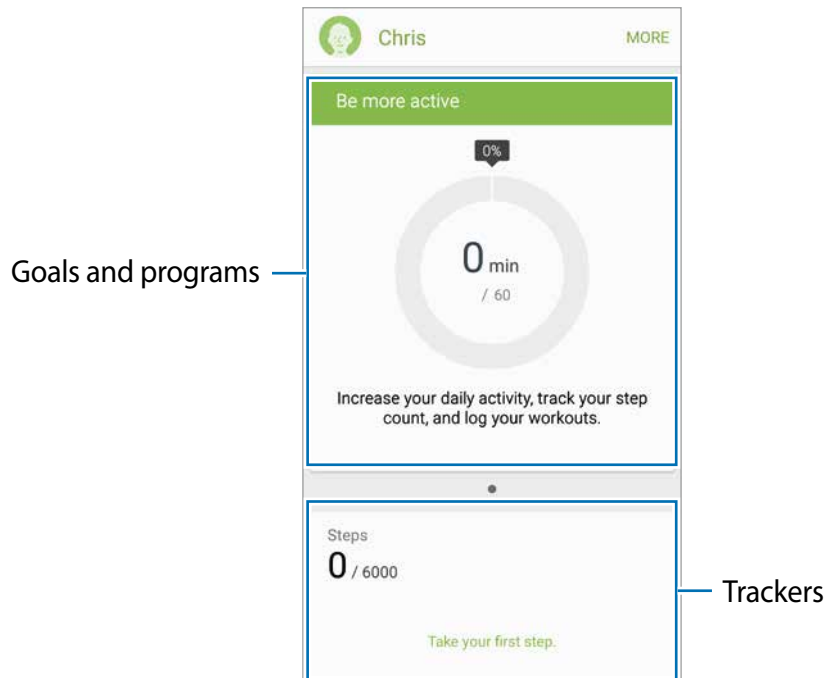 Chris
MORE
Be more active
0%
0 min
/ 60
Goals and programs
Increase your daily activity, track your step
count, and log your workouts.
Steps
0 / 6000
Trackers
Take your first step.